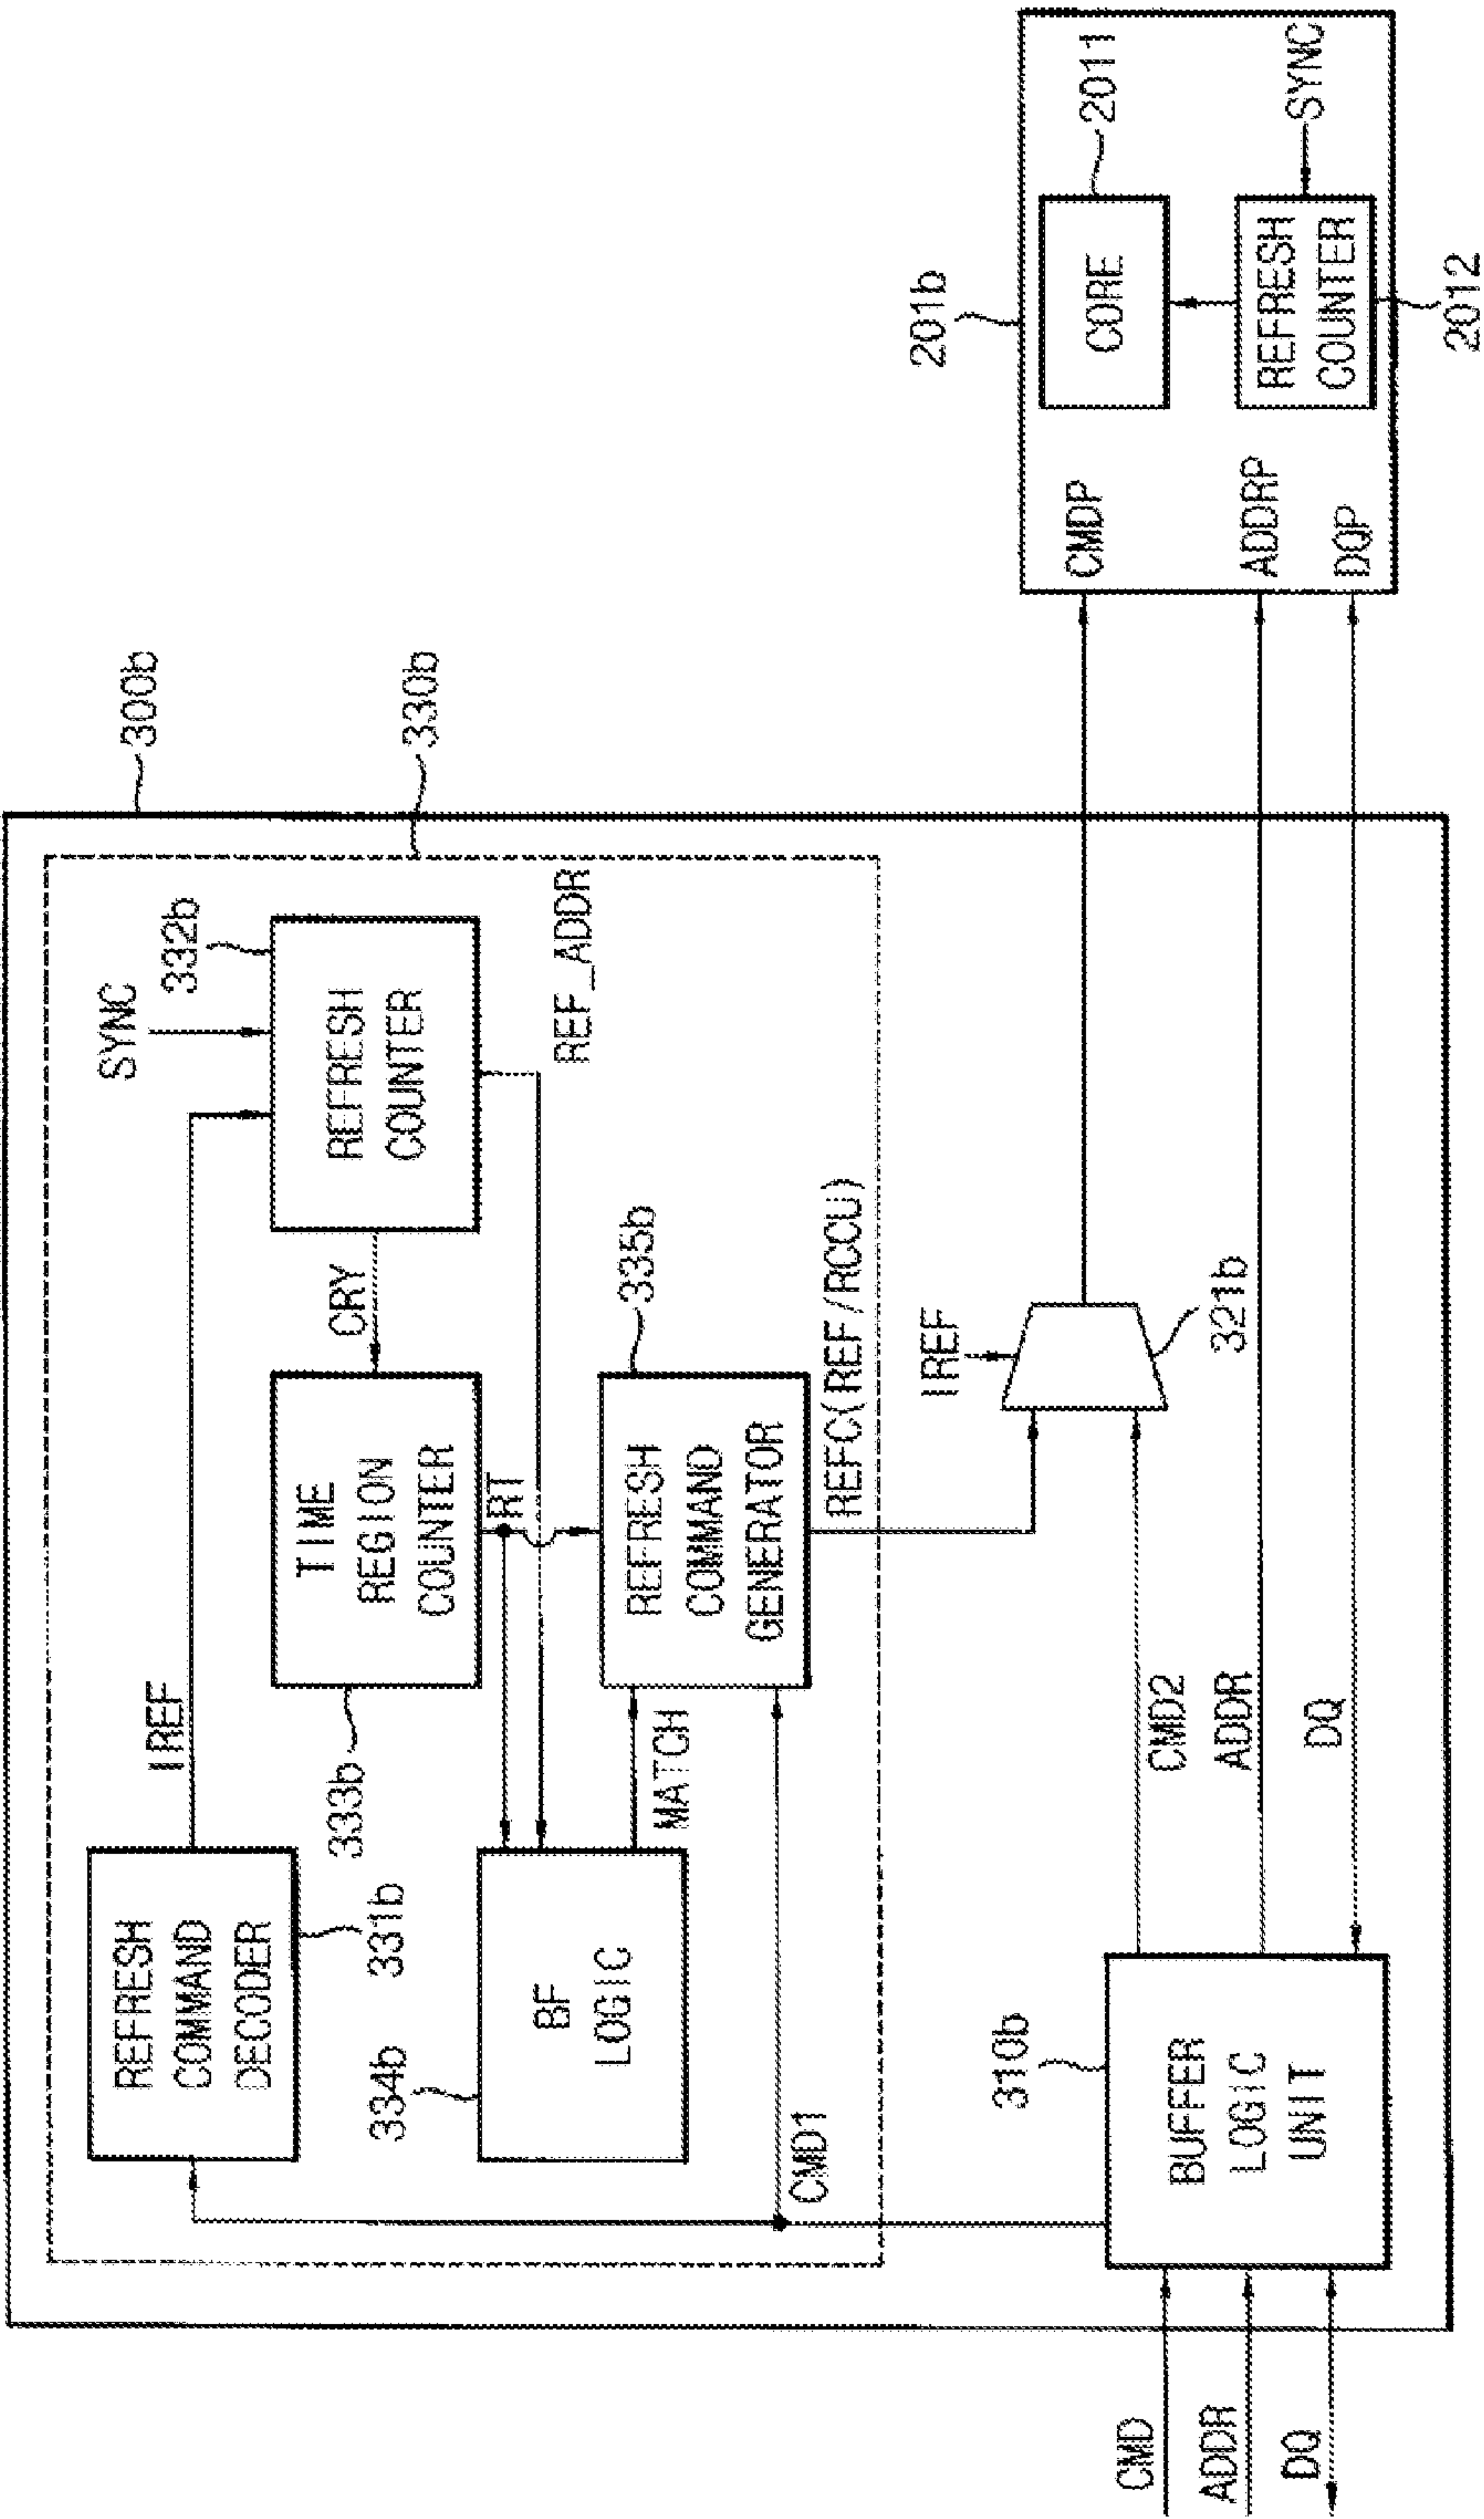 300b
330b
SYNC
332b
IREF
REFRESH
COMMAND
DECODER
331b
TIME
REGION
COUNTER
333b
CRY
REFRESH
COUNTER
REF_ADDR
RT
334b
BF
LOGIC
MATCH
REFRESH
COMMAND
GENERATOR
335b
CMD1
REFC(REF/RCCU)
IREF
321b
310b
BUFFER
LOGIC
UNIT
CMD
ADDR
DQ
CMD2
ADDR
DQ
201b
CMDP
ADDRP
DQP
CORE
2011
REFRESH
COUNTER
2012
SYNC